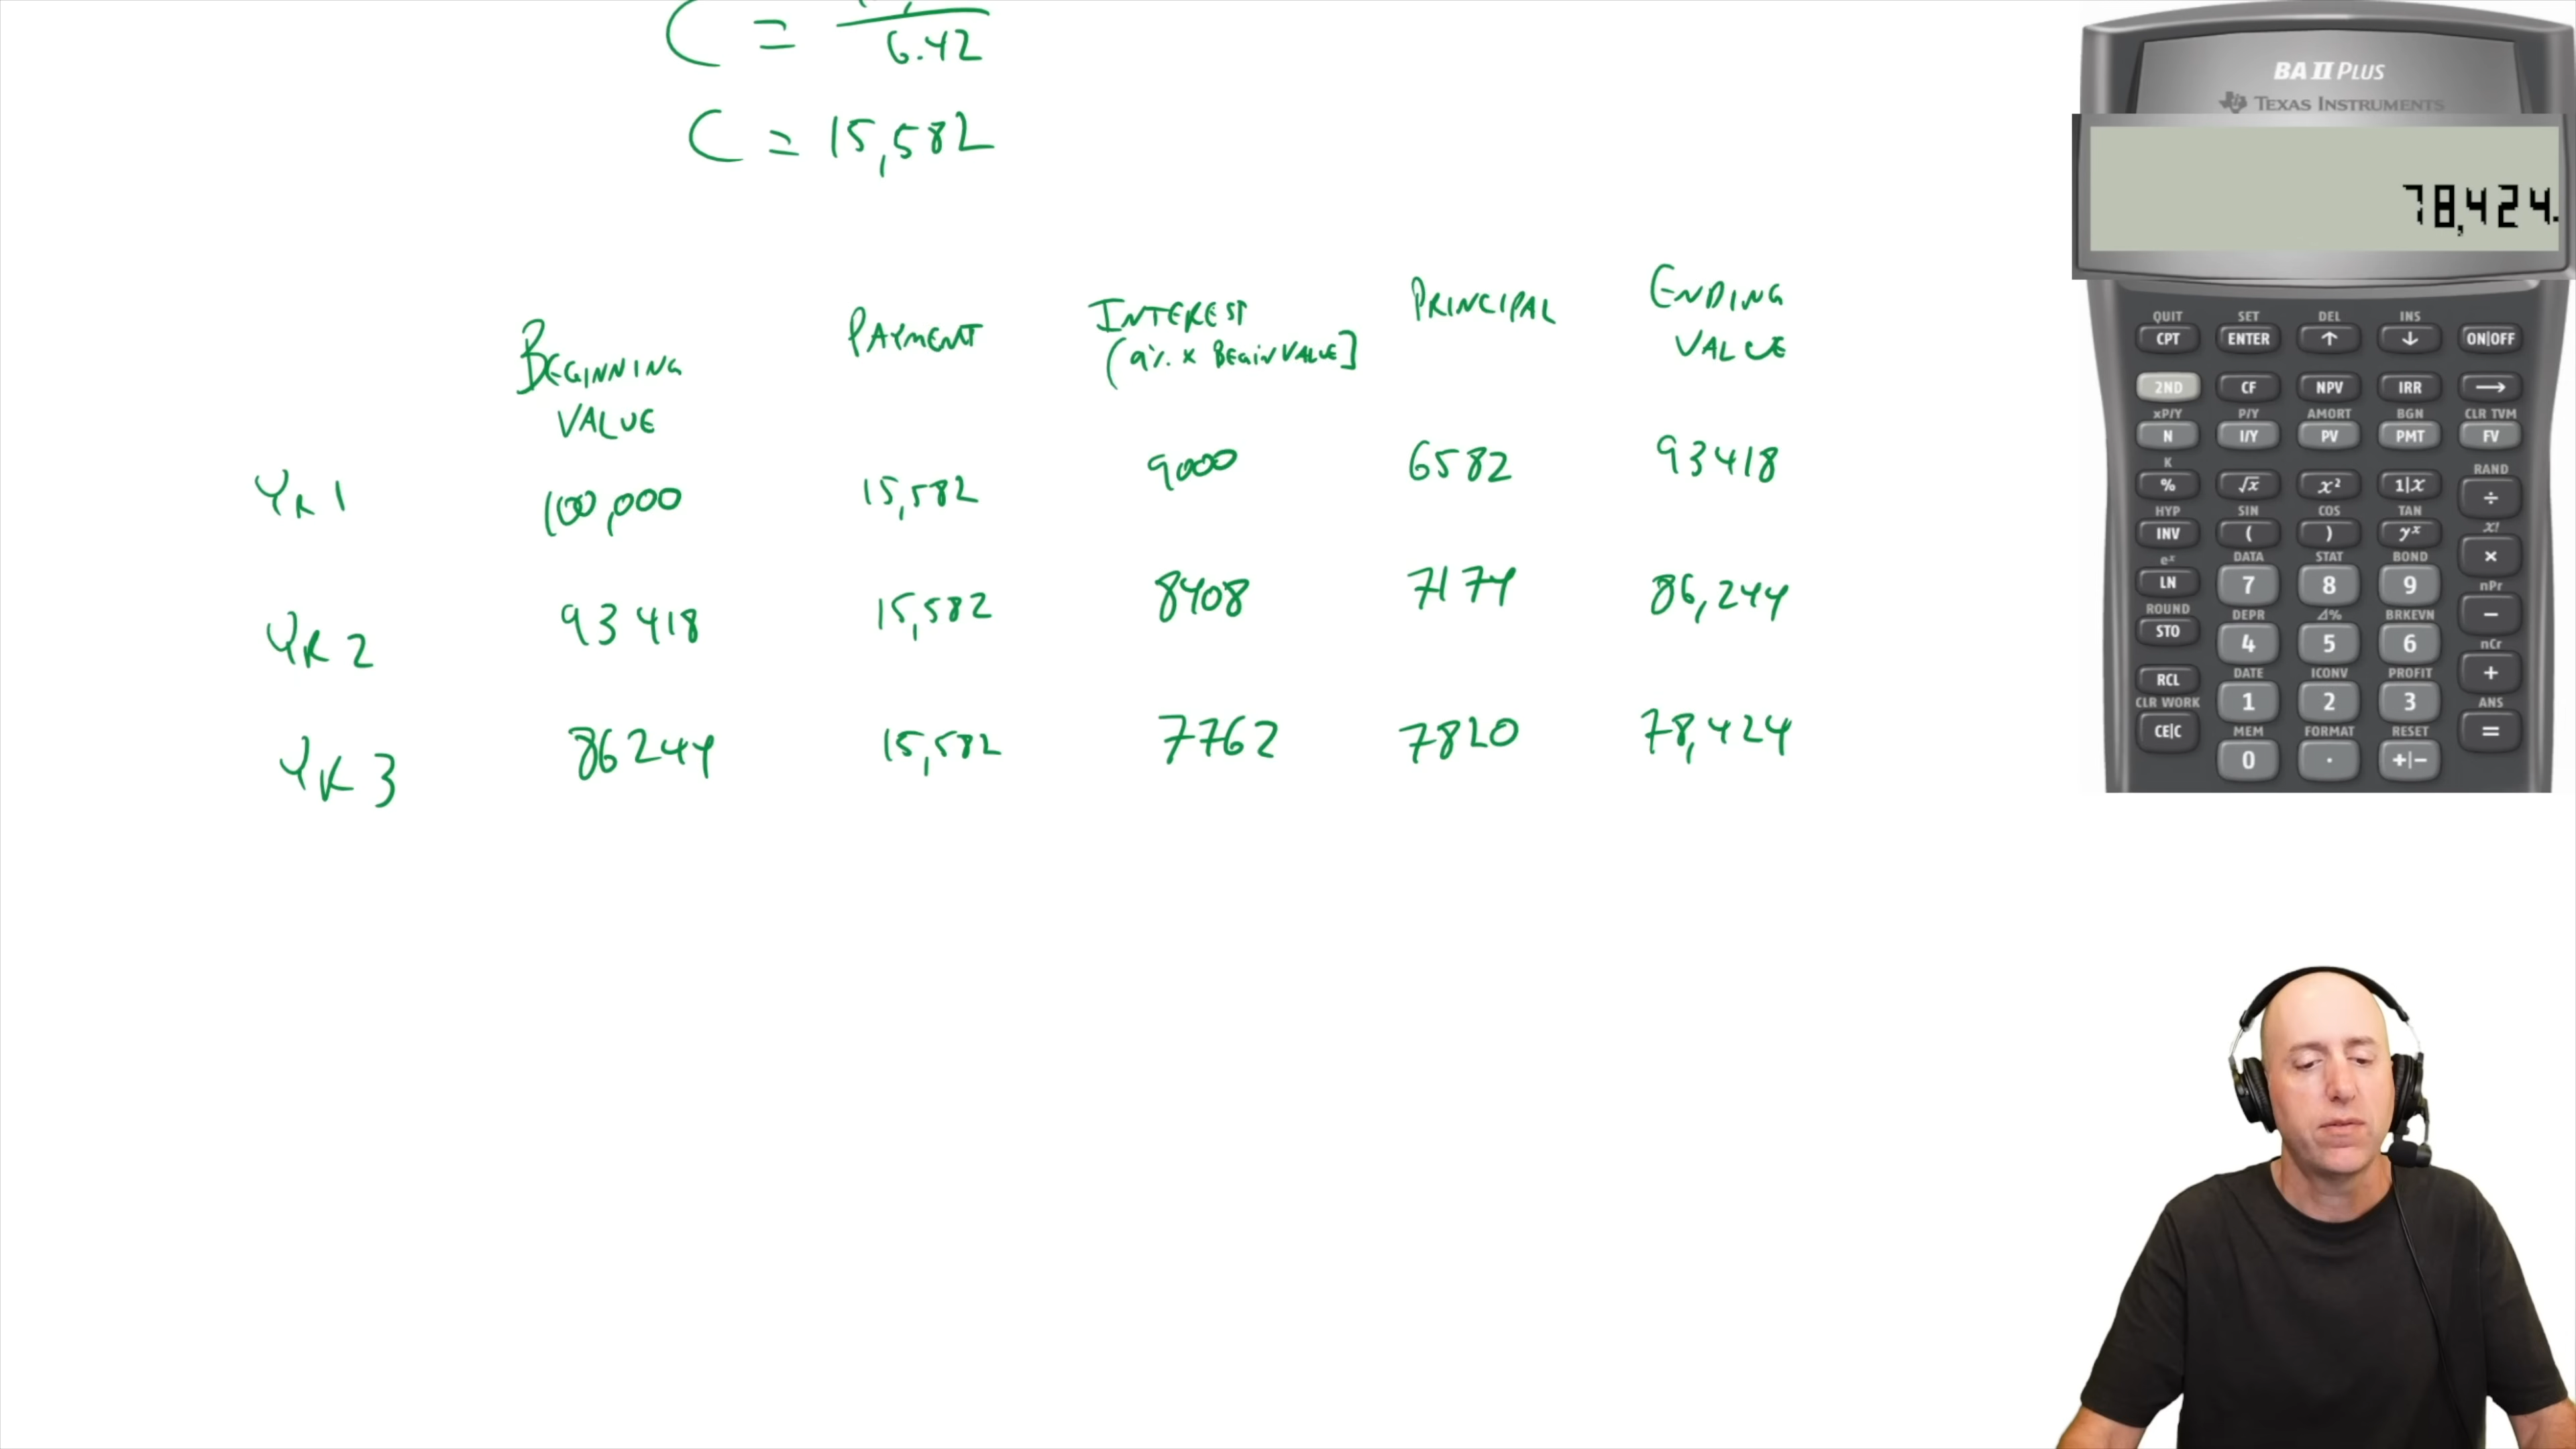 C = 6.42
C = 15,582
BEGINNING VALUE PAYMENT INTEREST (9% x BEGIN VALUE] PRINCIPAL ENDING VALUE
YR 1 100,000 15,582 9000 6582 93418
YR 2 93418 15,582 8408 7174 86,244
YR 3 86244 15,582 7762 7820 78,424
BA II PLUS
TEXAS INSTRUMENTS
78,424.
QUIT SET DEL INS
CPT ENTER ↑ ↓ ON|OFF
2ND CF NPV IRR →
xP/Y P/Y AMORT BGN CLR TVM
N I/Y PV PMT FV
K RAND
% √x x² 1|x ÷
HYP SIN COS TAN x!
INV ( ) yˣ ×
eˣ DATA STAT BOND nPr
LN 7 8 9 −
ROUND DEPR Δ% BRKEVN nCr
STO 4 5 6 +
DATE ICONV PROFIT ANS
RCL 1 2 3 =
CLR WORK MEM FORMAT RESET
CE|C 0 . +|−